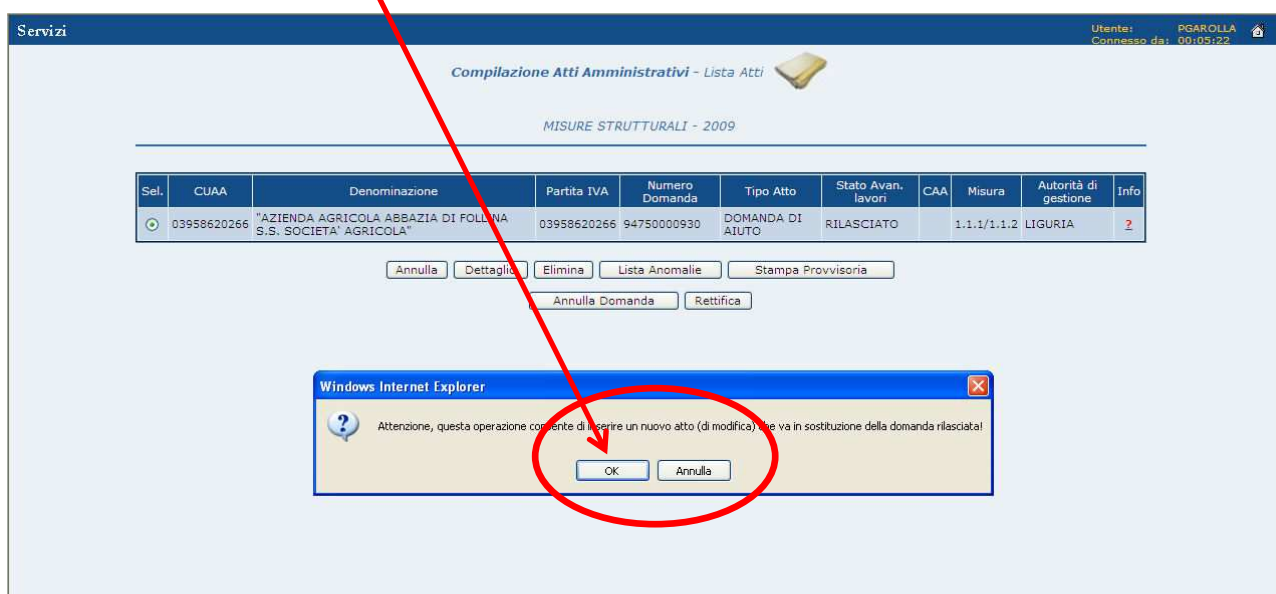 Servizi
Utente: PGAROLLA
Connesso da: 00:05:22
Compilazione Atti Amministrativi - Lista Atti
MISURE STRUTTURALI - 2009
Sel. CUAA Denominazione Partita IVA Numero Domanda Tipo Atto Stato Avan. lavori CAA Misura Autorità di gestione Info
03958620266 "AZIENDA AGRICOLA ABBAZIA DI FOLLINA S.S. SOCIETA' AGRICOLA" 03958620266 94750000930 DOMANDA DI AIUTO RILASCIATO 1.1.1/1.1.2 LIGURIA ?
Annulla Dettaglio Elimina Lista Anomalie Stampa Provvisoria
Annulla Domanda Rettifica
Windows Internet Explorer
Attenzione, questa operazione consente di inserire un nuovo atto (di modifica) che va in sostituzione della domanda rilasciata!
OK Annulla